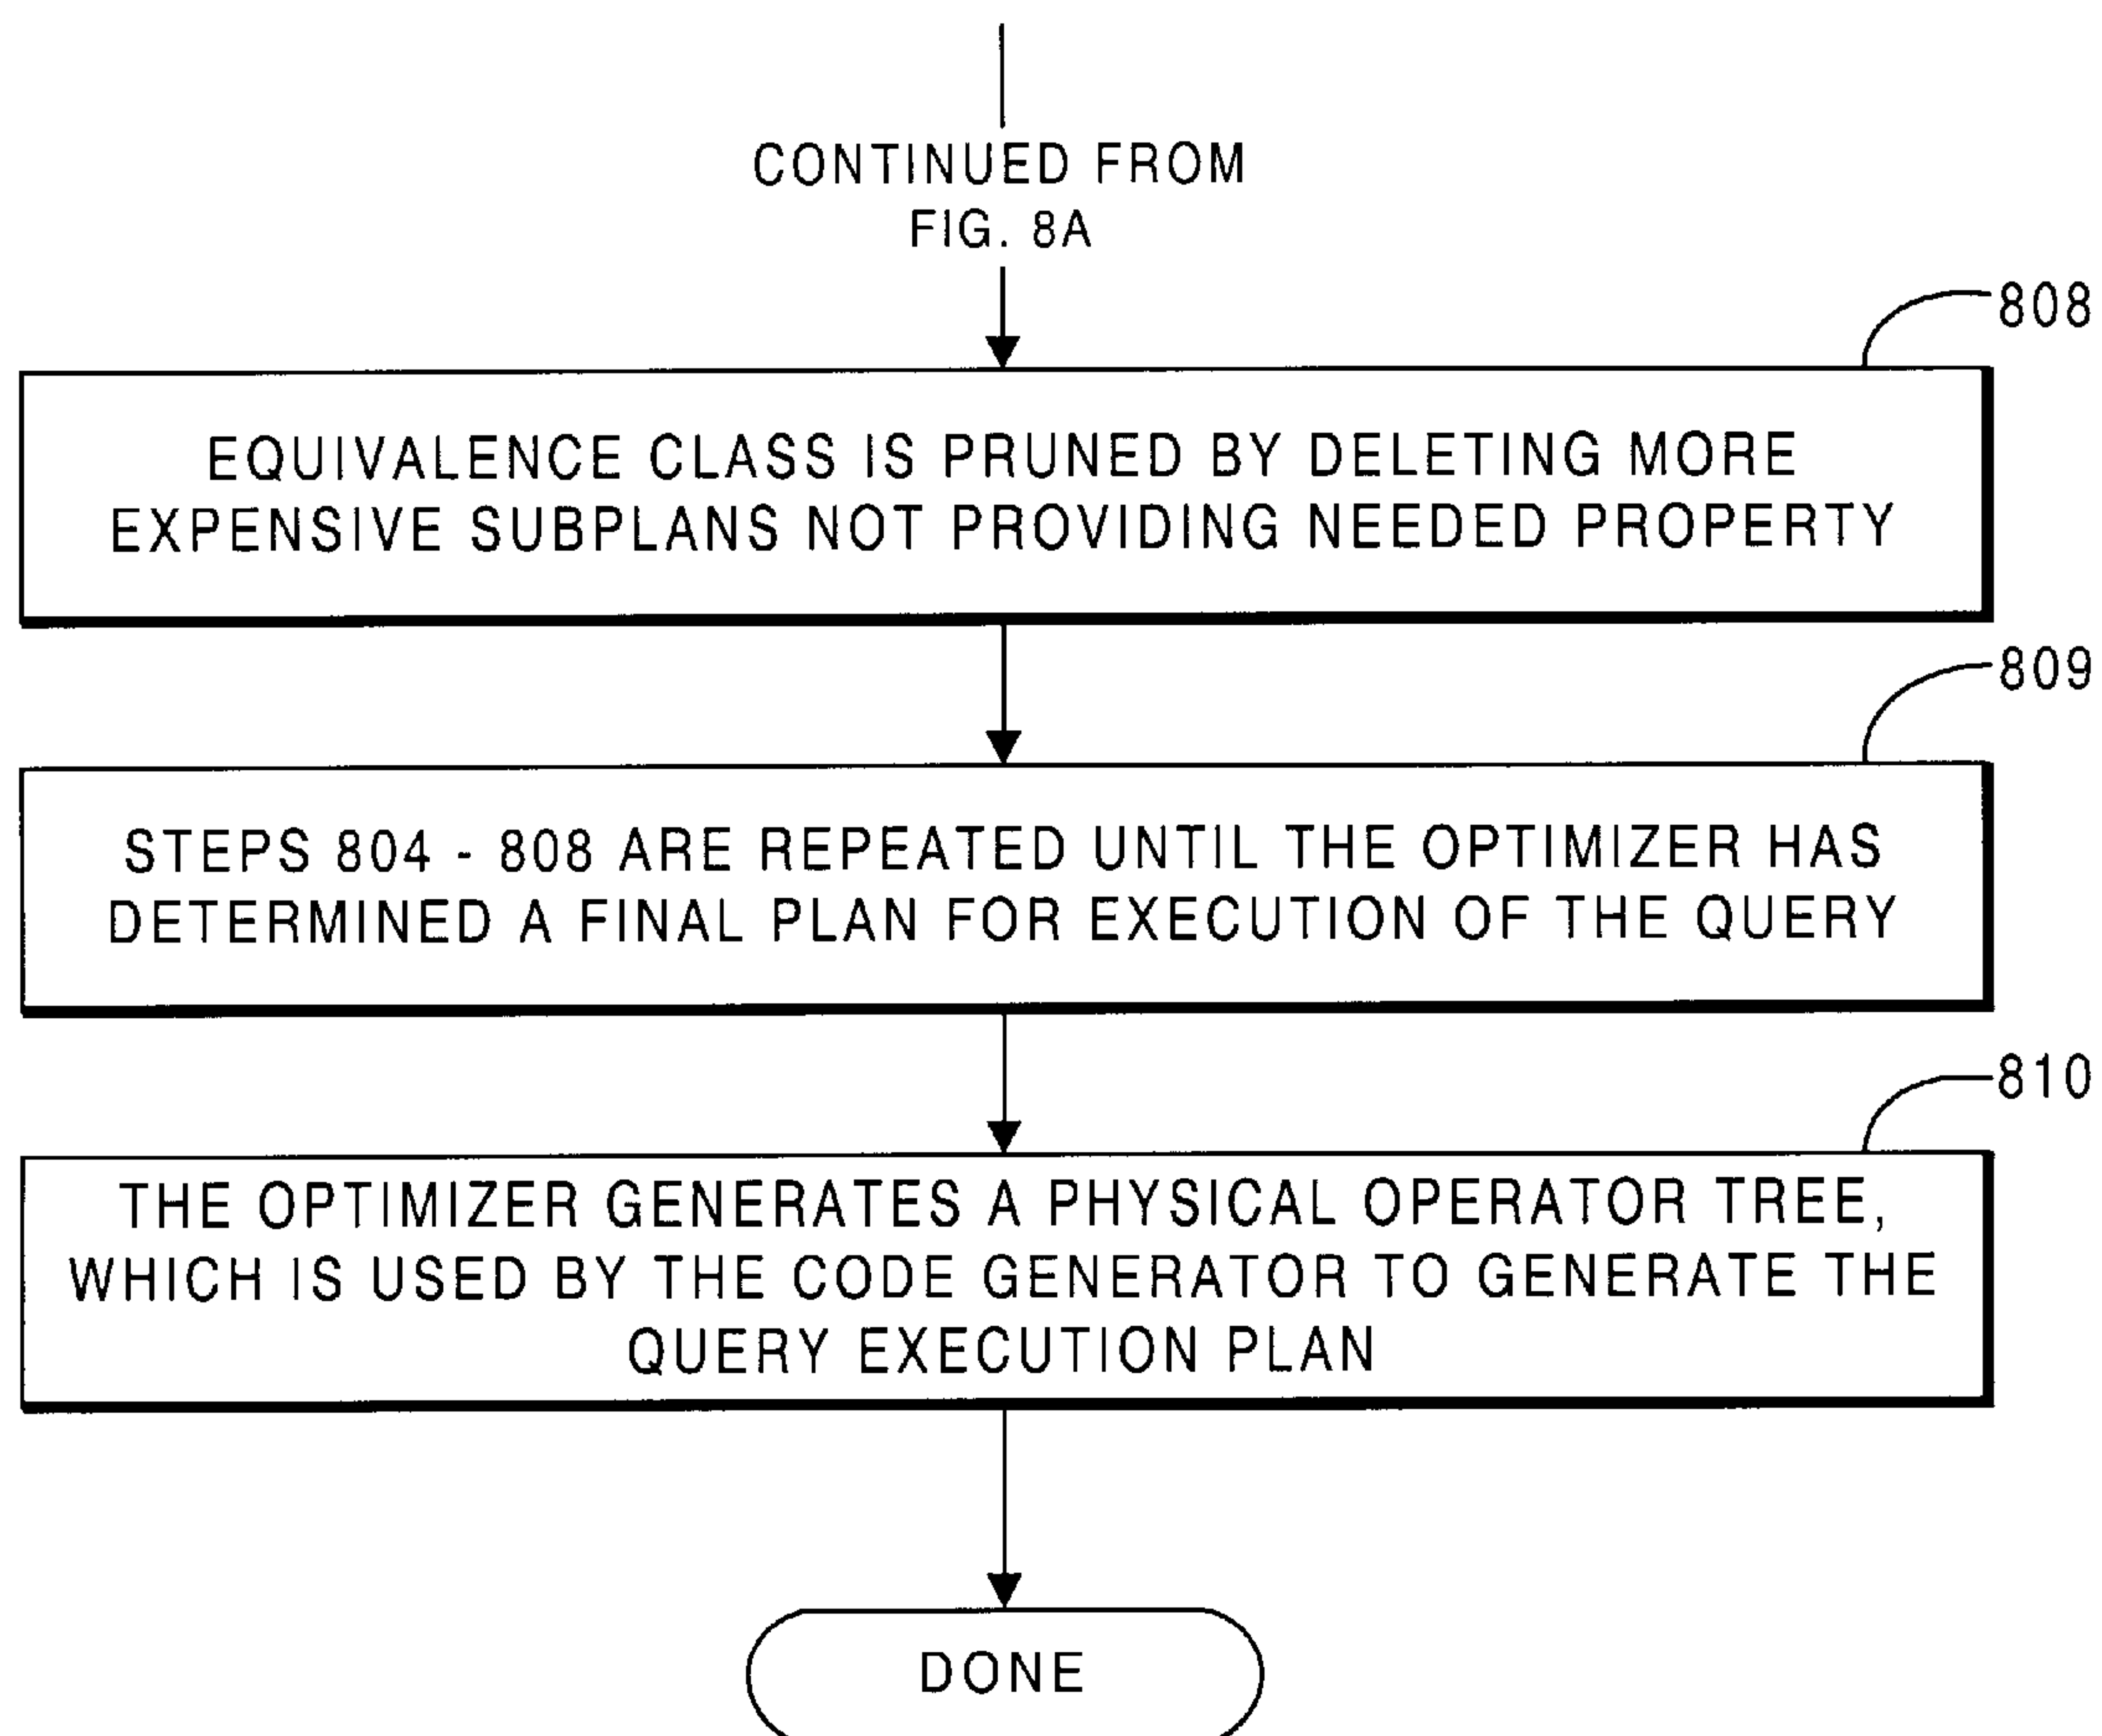 CONTINUED FROM
FIG. 8A
808
EQUIVALENCE CLASS IS PRUNED BY DELETING MORE
EXPENSIVE SUBPLANS NOT PROVIDING NEEDED PROPERTY
809
STEPS 804 - 808 ARE REPEATED UNTIL THE OPTIMIZER HAS
DETERMINED A FINAL PLAN FOR EXECUTION OF THE QUERY
810
THE OPTIMIZER GENERATES A PHYSICAL OPERATOR TREE,
WHICH IS USED BY THE CODE GENERATOR TO GENERATE THE
QUERY EXECUTION PLAN
DONE